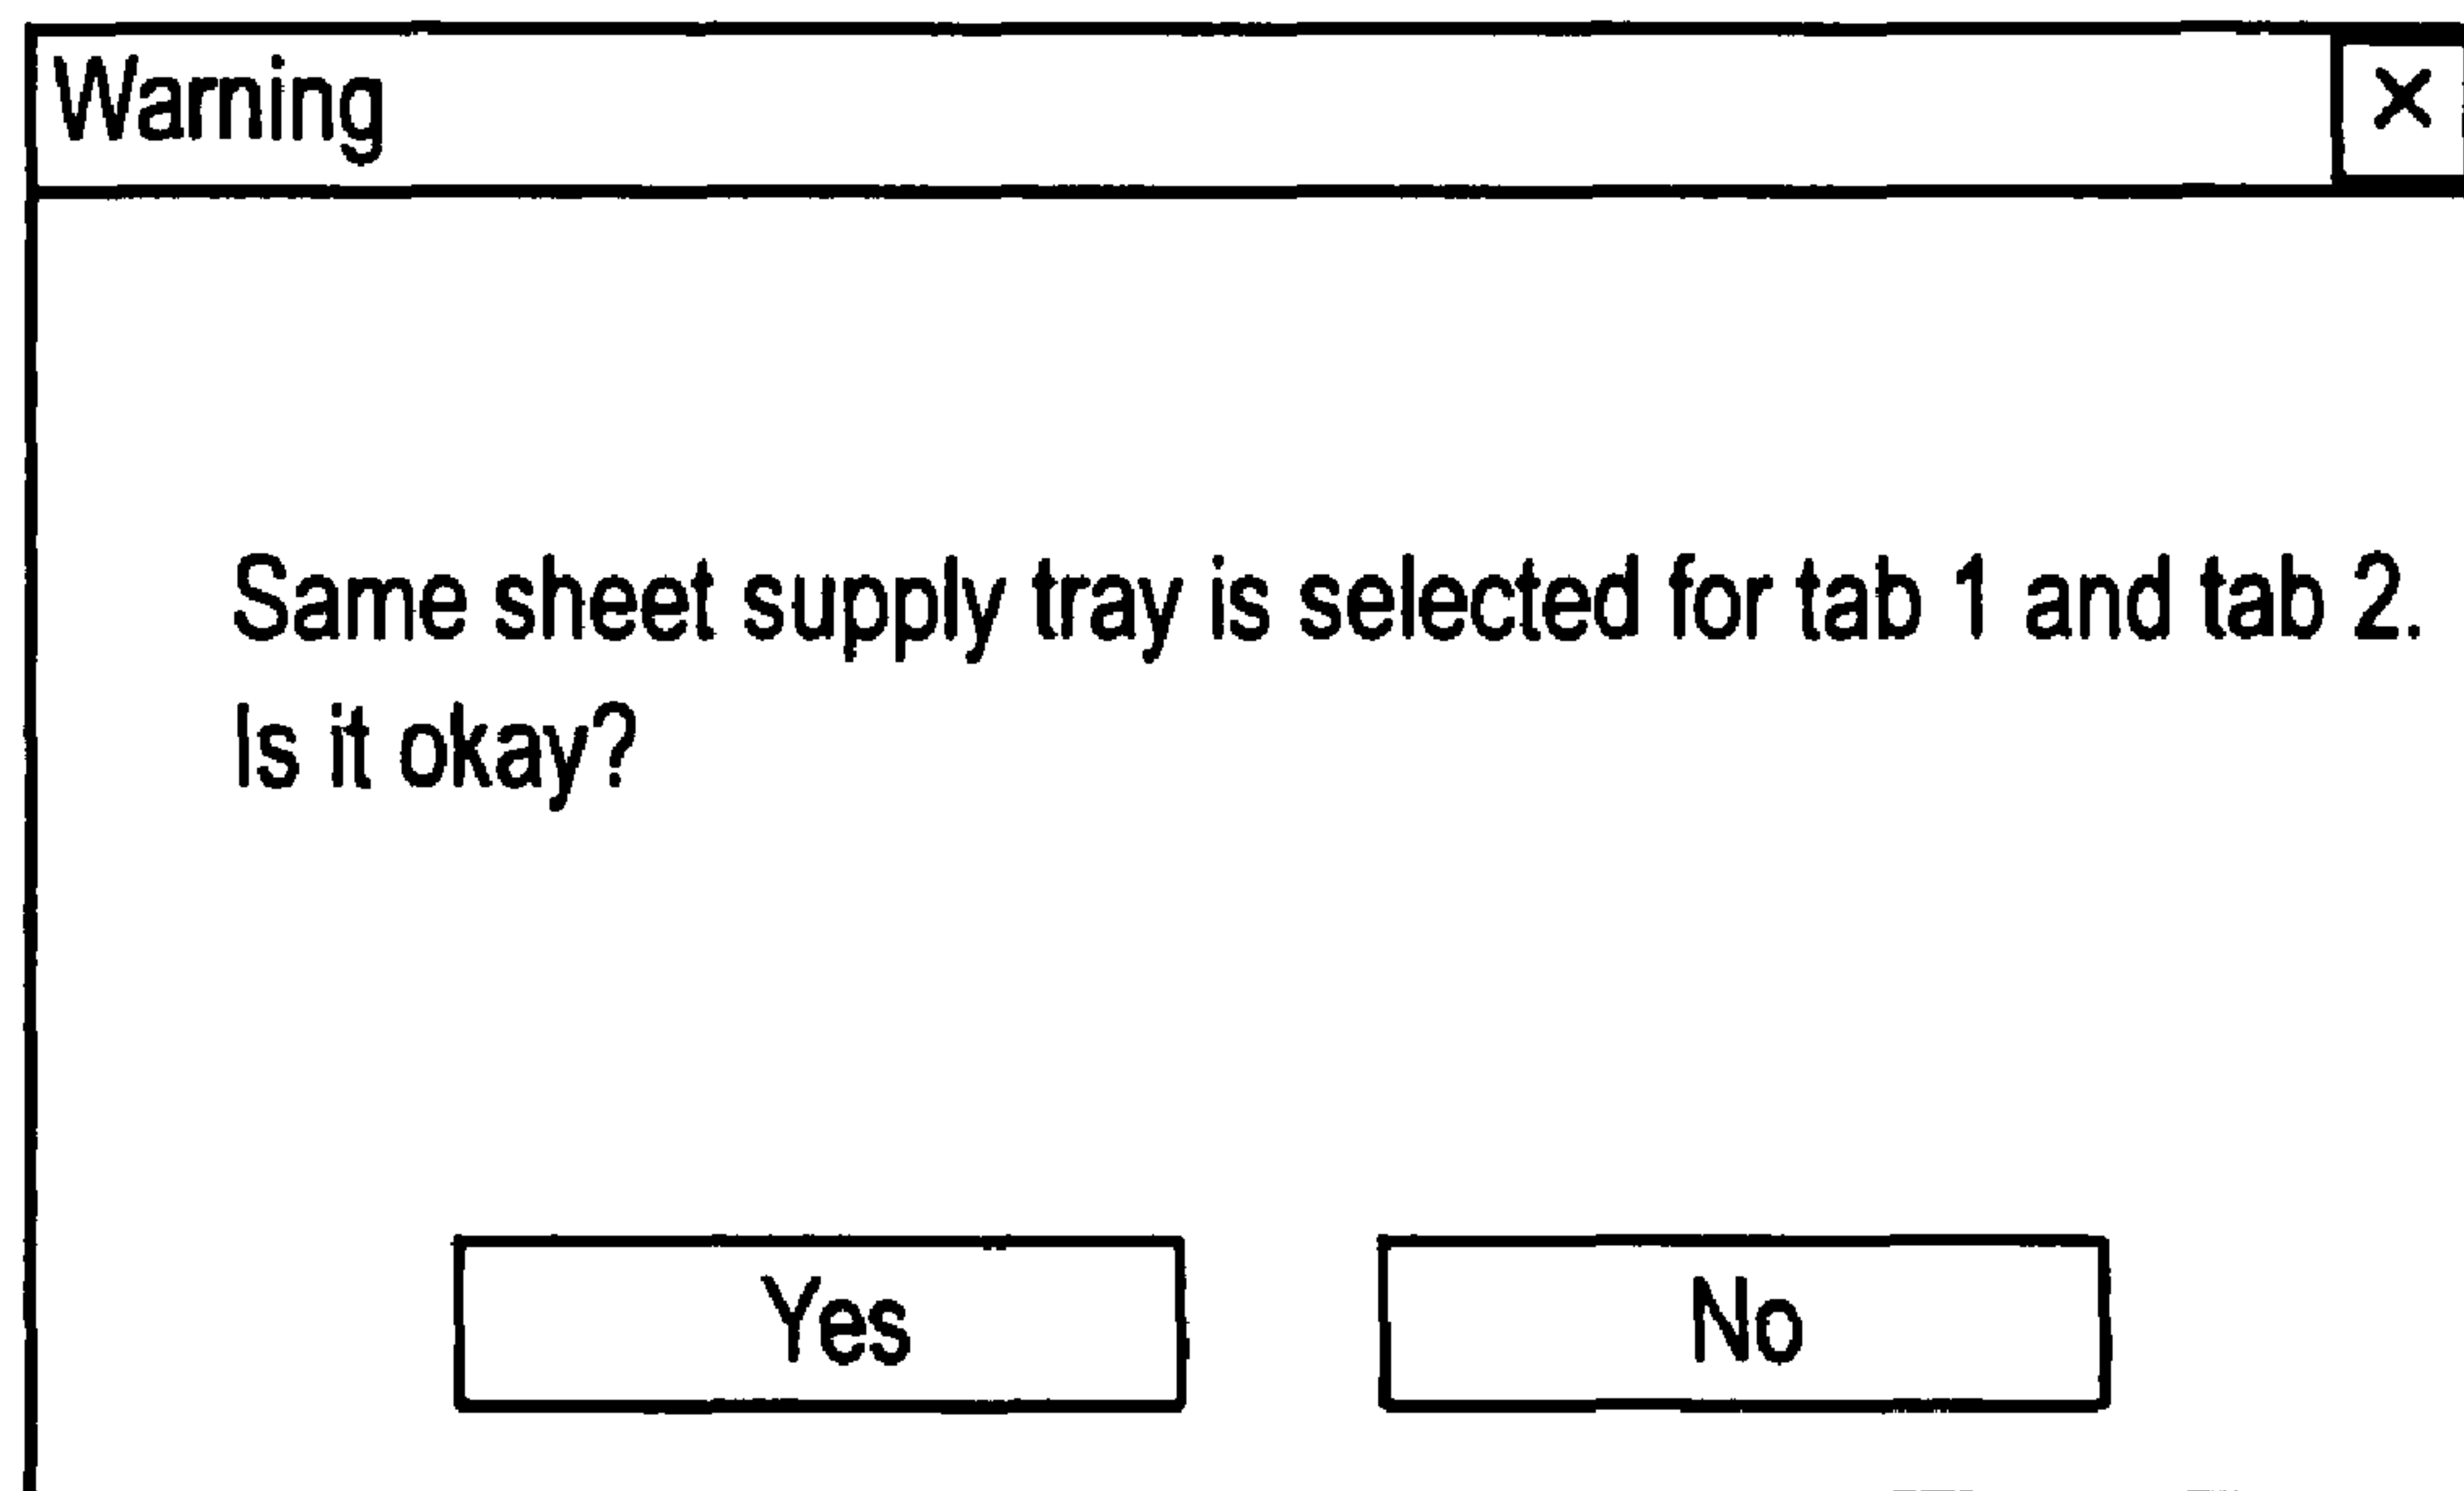 Warning ×
Same sheet supply tray is selected for tab 1 and tab 2.
Is it okay?
Yes No